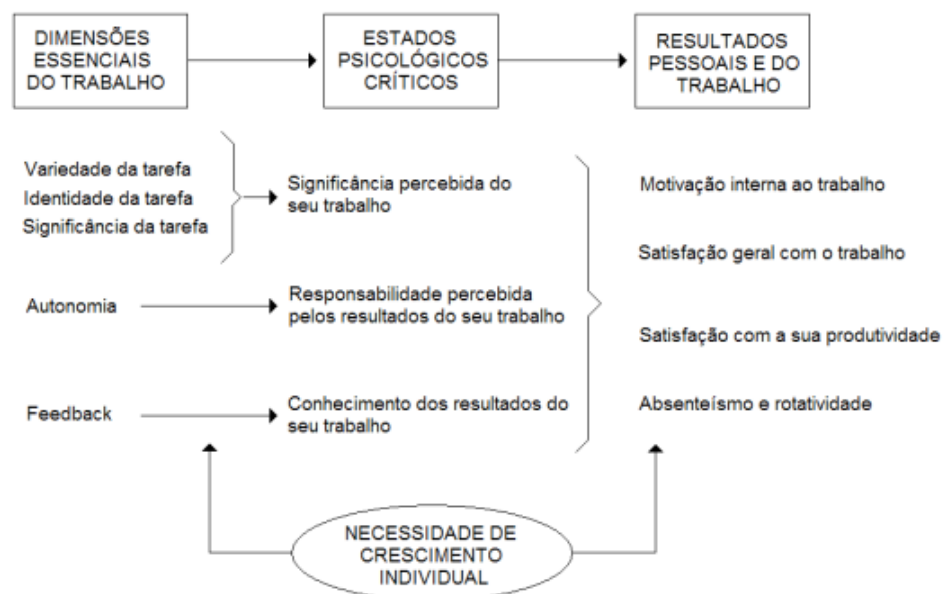 DIMENSÕES
ESSENCIAIS
DO TRABALHO
ESTADOS
PSICOLÓGICOS
CRÍTICOS
RESULTADOS
PESSOAIS E DO
TRABALHO
Variedade da tarefa
Identidade da tarefa
Significância da tarefa
Significância percebida do
seu trabalho
Motivação interna ao trabalho
Satisfação geral com o trabalho
Autonomia
Responsabilidade percebida
pelos resultados do seu trabalho
Satisfação com a sua produtividade
Feedback
Conhecimento dos resultados do
seu trabalho
Absenteísmo e rotatividade
NECESSIDADE DE
CRESCIMENTO
INDIVIDUAL